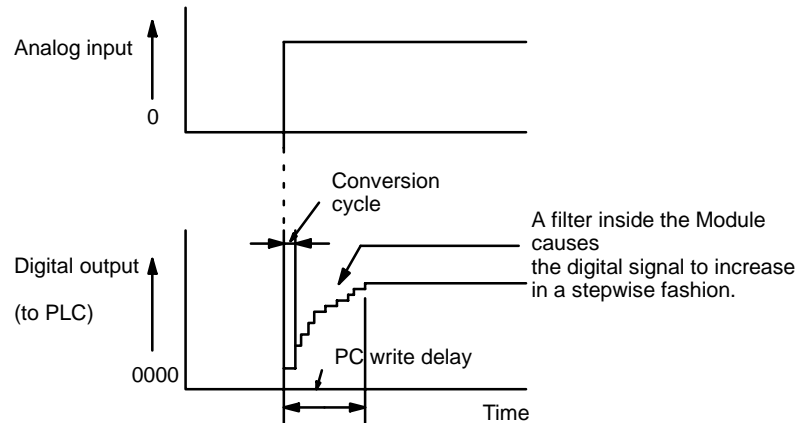 Analog input
0
Conversion
cycle
A filter inside the Module
causes
the digital signal to increase
in a stepwise fashion.
Digital output
(to PLC)
PC write delay
0000
Time